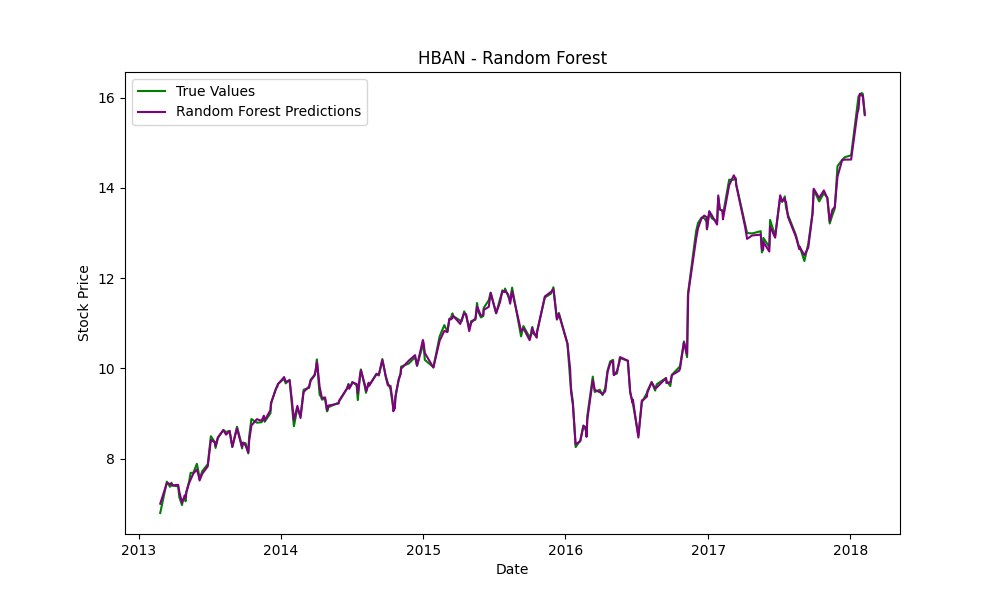 HBAN - Random Forest
True Values
Random Forest Predictions
Stock Price
16
14
12
10
8
2013 2014 2015 2016 2017 2018
Date